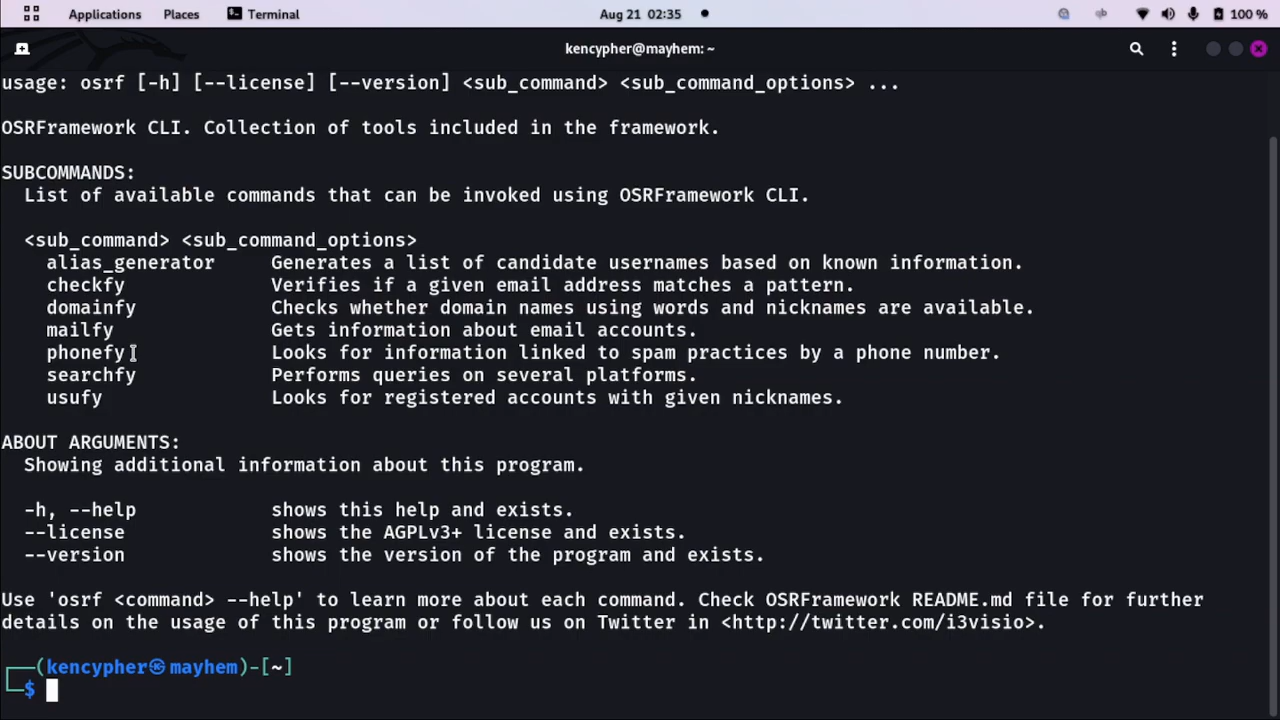 Applications Places Terminal Aug 21 02:35 100 %
kencypher@mayhem: ~
usage: osrf [-h] [--license] [--version] <sub_command> <sub_command_options> ...
OSRFramework CLI. Collection of tools included in the framework.
SUBCOMMANDS:
List of available commands that can be invoked using OSRFramework CLI.
<sub_command> <sub_command_options>
alias_generator Generates a list of candidate usernames based on known information.
checkfy Verifies if a given email address matches a pattern.
domainfy Checks whether domain names using words and nicknames are available.
mailfy Gets information about email accounts.
phonefy Looks for information linked to spam practices by a phone number.
searchfy Performs queries on several platforms.
usufy Looks for registered accounts with given nicknames.
ABOUT ARGUMENTS:
Showing additional information about this program.
-h, --help shows this help and exists.
--license shows the AGPLv3+ license and exists.
--version shows the version of the program and exists.
Use 'osrf <command> --help' to learn more about each command. Check OSRFramework README.md file for further
details on the usage of this program or follow us on Twitter in <http://twitter.com/i3visio>.
┌──(kencypher㉿mayhem)-[~]
└─$